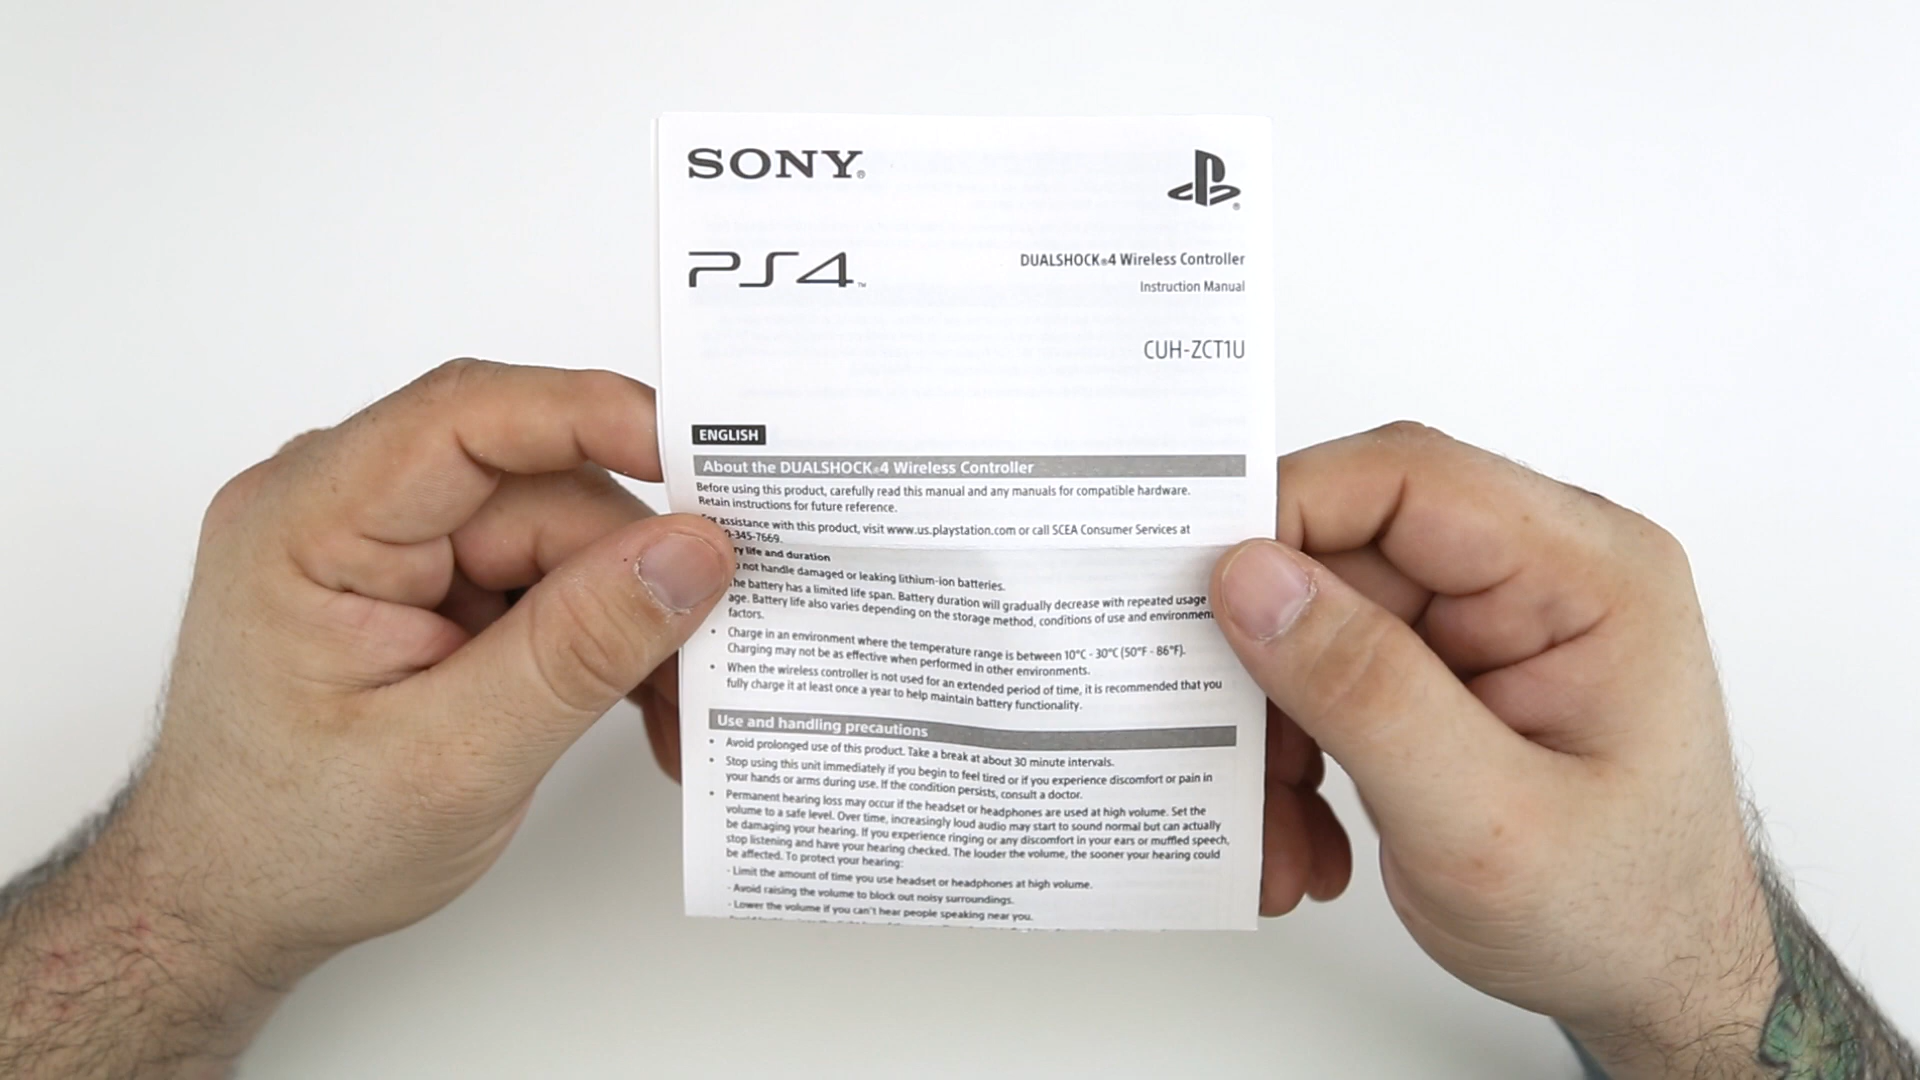 SONY®
PS4™
DUALSHOCK®4 Wireless Controller
Instruction Manual
CUH-ZCT1U
ENGLISH
About the DUALSHOCK®4 Wireless Controller
Before using this product, carefully read this manual and any manuals for compatible hardware.
Retain instructions for future reference.
assistance with this product, visit www.us.playstation.com or call SCEA Consumer Services at
-345-7669.
life and duration
not handle damaged or leaking lithium-ion batteries.
The battery has a limited life span. Battery duration will gradually decrease with repeated usage
age. Battery life also varies depending on the storage method, conditions of use and environment
factors.
• Charge in an environment where the temperature range is between 10°C - 30°C (50°F - 86°F).
Charging may not be as effective when performed in other environments.
• When the wireless controller is not used for an extended period of time, it is recommended that you
fully charge it at least once a year to help maintain battery functionality.
Use and handling precautions
• Avoid prolonged use of this product. Take a break at about 30 minute intervals.
• Stop using this unit immediately if you begin to feel tired or if you experience discomfort or pain in
your hands or arms during use. If the condition persists, consult a doctor.
• Permanent hearing loss may occur if the headset or headphones are used at high volume. Set the
volume to a safe level. Over time, increasingly loud audio may start to sound normal but can actually
be damaging your hearing. If you experience ringing or any discomfort in your ears or muffled speech,
stop listening and have your hearing checked. The louder the volume, the sooner your hearing could
be affected. To protect your hearing:
- Limit the amount of time you use headset or headphones at high volume.
- Avoid raising the volume to block out noisy surroundings.
- Lower the volume if you can't hear people speaking near you.